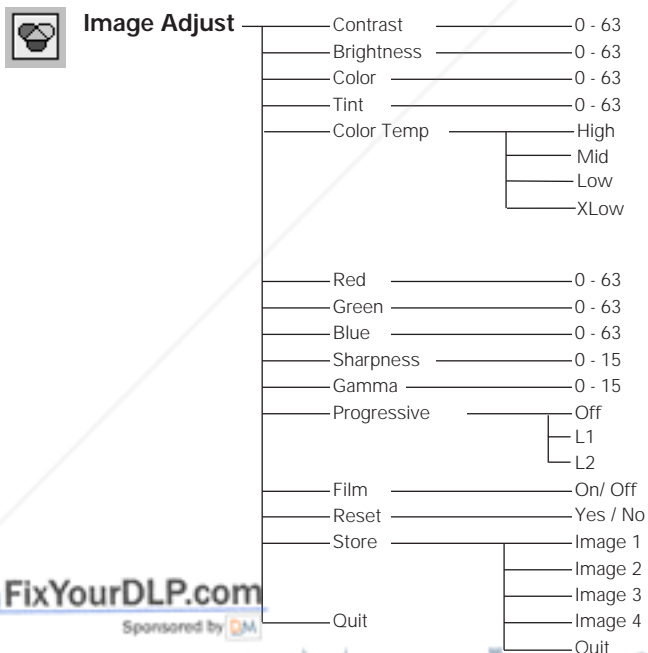 Image Adjust Contrast 0 - 63
Brightness 0 - 63
Color 0 - 63
Tint 0 - 63
Color Temp High
Mid
Low
XLow
Red 0 - 63
Green 0 - 63
Blue 0 - 63
Sharpness 0 - 15
Gamma 0 - 15
Progressive Off
L1
L2
Film On/ Off
Reset Yes / No
Store Image 1
Image 2
Image 3
FixYourDLP.com
Quit Image 4
Sponsored by DM
Quit